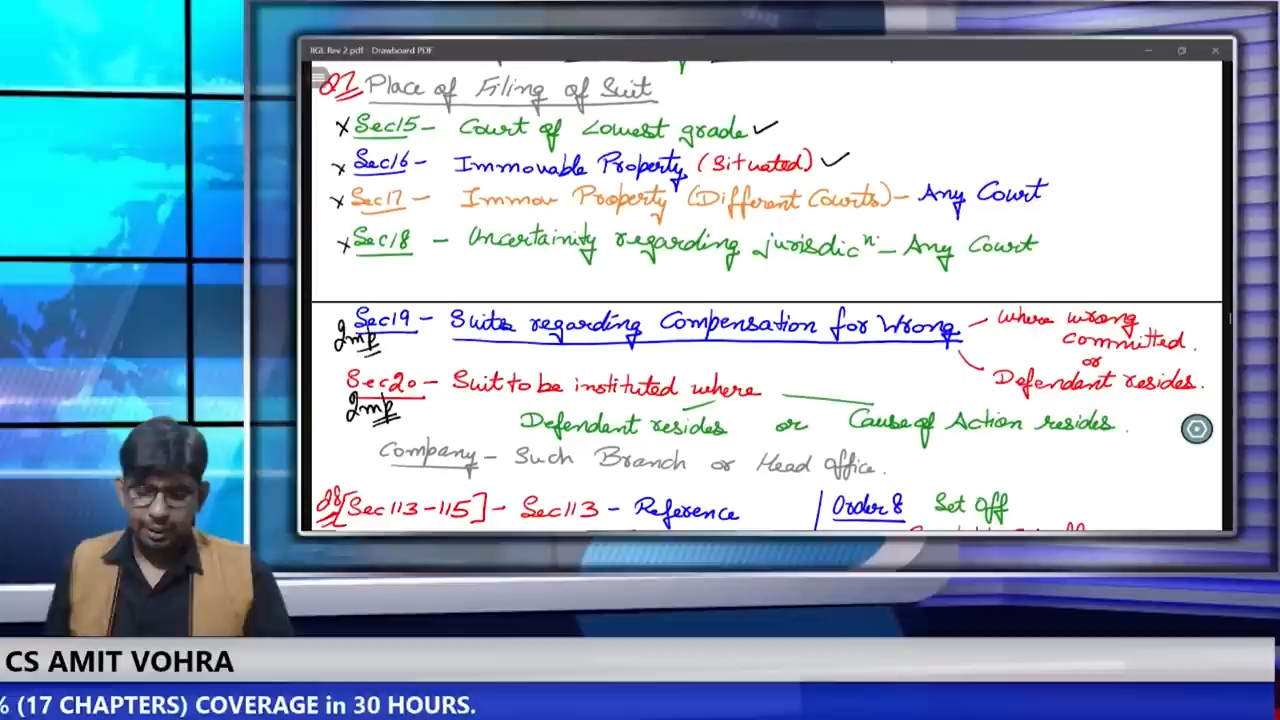 JIGL Rev 2.pdf - Drawboard PDF
Q7 Place of Filing of Suit
x Sec15 - Court of Lowest grade ✓
x Sec16 - Immovable Property (Situated) ✓
x Sec17 - Immov Property (Different Courts) - Any Court
x Sec18 - Uncertainity regarding jurisdicⁿ - Any Court
Sec19 - Suits regarding Compensation for Wrong - where wrong committed.
Imp
or
Defendant resides.
Sec20 - Suit to be instituted where
Imp
Defendant resides or Cause of Action resides.
Company - Such Branch or Head office.
Q8 [Sec113-115] - Sec113 - Reference / Order8 Set Off
CS AMIT VOHRA
% (17 CHAPTERS) COVERAGE in 30 HOURS.